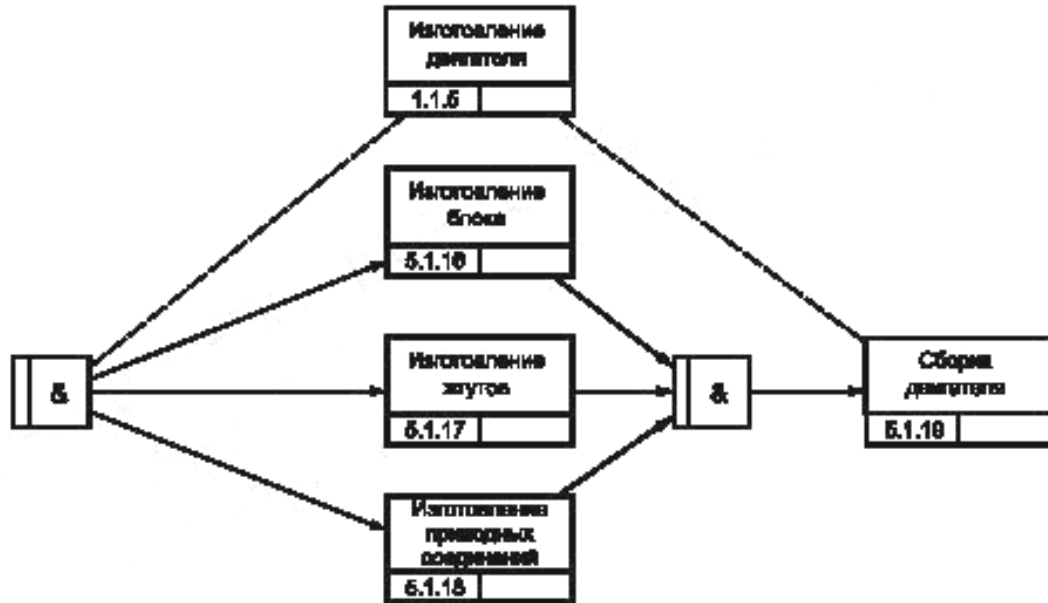 Изготовление
двигателя
1.1.5
Изготовление
блока
5.1.16
&
Изготовление
жгутов
5.1.17
&
Сборка
двигателя
5.1.19
Изготовление
приводных
соединений
5.1.18